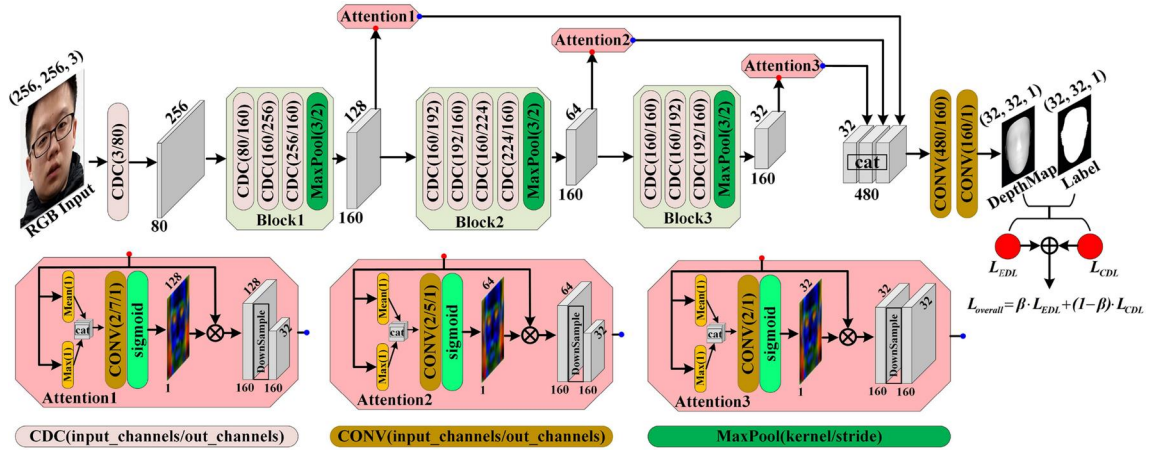 Attention1
Attention2
Attention3
(256, 256, 3)
RGB Input
CDC(3/80)
256
80
CDC(80/160)
CDC(160/256)
CDC(256/160)
MaxPool(3/2)
Block1
128
160
CDC(160/192)
CDC(192/160)
CDC(160/224)
CDC(224/160)
MaxPool(3/2)
Block2
64
160
CDC(160/160)
CDC(160/192)
CDC(192/160)
MaxPool(3/2)
Block3
32
160
32
cat
480
CONV(480/160)
CONV(160/1)
(32, 32, 1)
DepthMap
(32, 32, 1)
Label
L_EDL
L_CDL
L_overall=β·L_EDL+(1−β)·L_CDL
Mean(1)
Max(1)
cat
CONV(2/7/1)
sigmoid
128
1
128
DownSample
32
160
160
Attention1
Mean(1)
Max(1)
cat
CONV(2/5/1)
sigmoid
64
1
64
DownSample
32
160
160
Attention2
Mean(1)
Max(1)
cat
CONV(2/1)
sigmoid
32
1
32
DownSample
32
160
160
Attention3
CDC(input_channels/out_channels)
CONV(input_channels/out_channels)
MaxPool(kernel/stride)